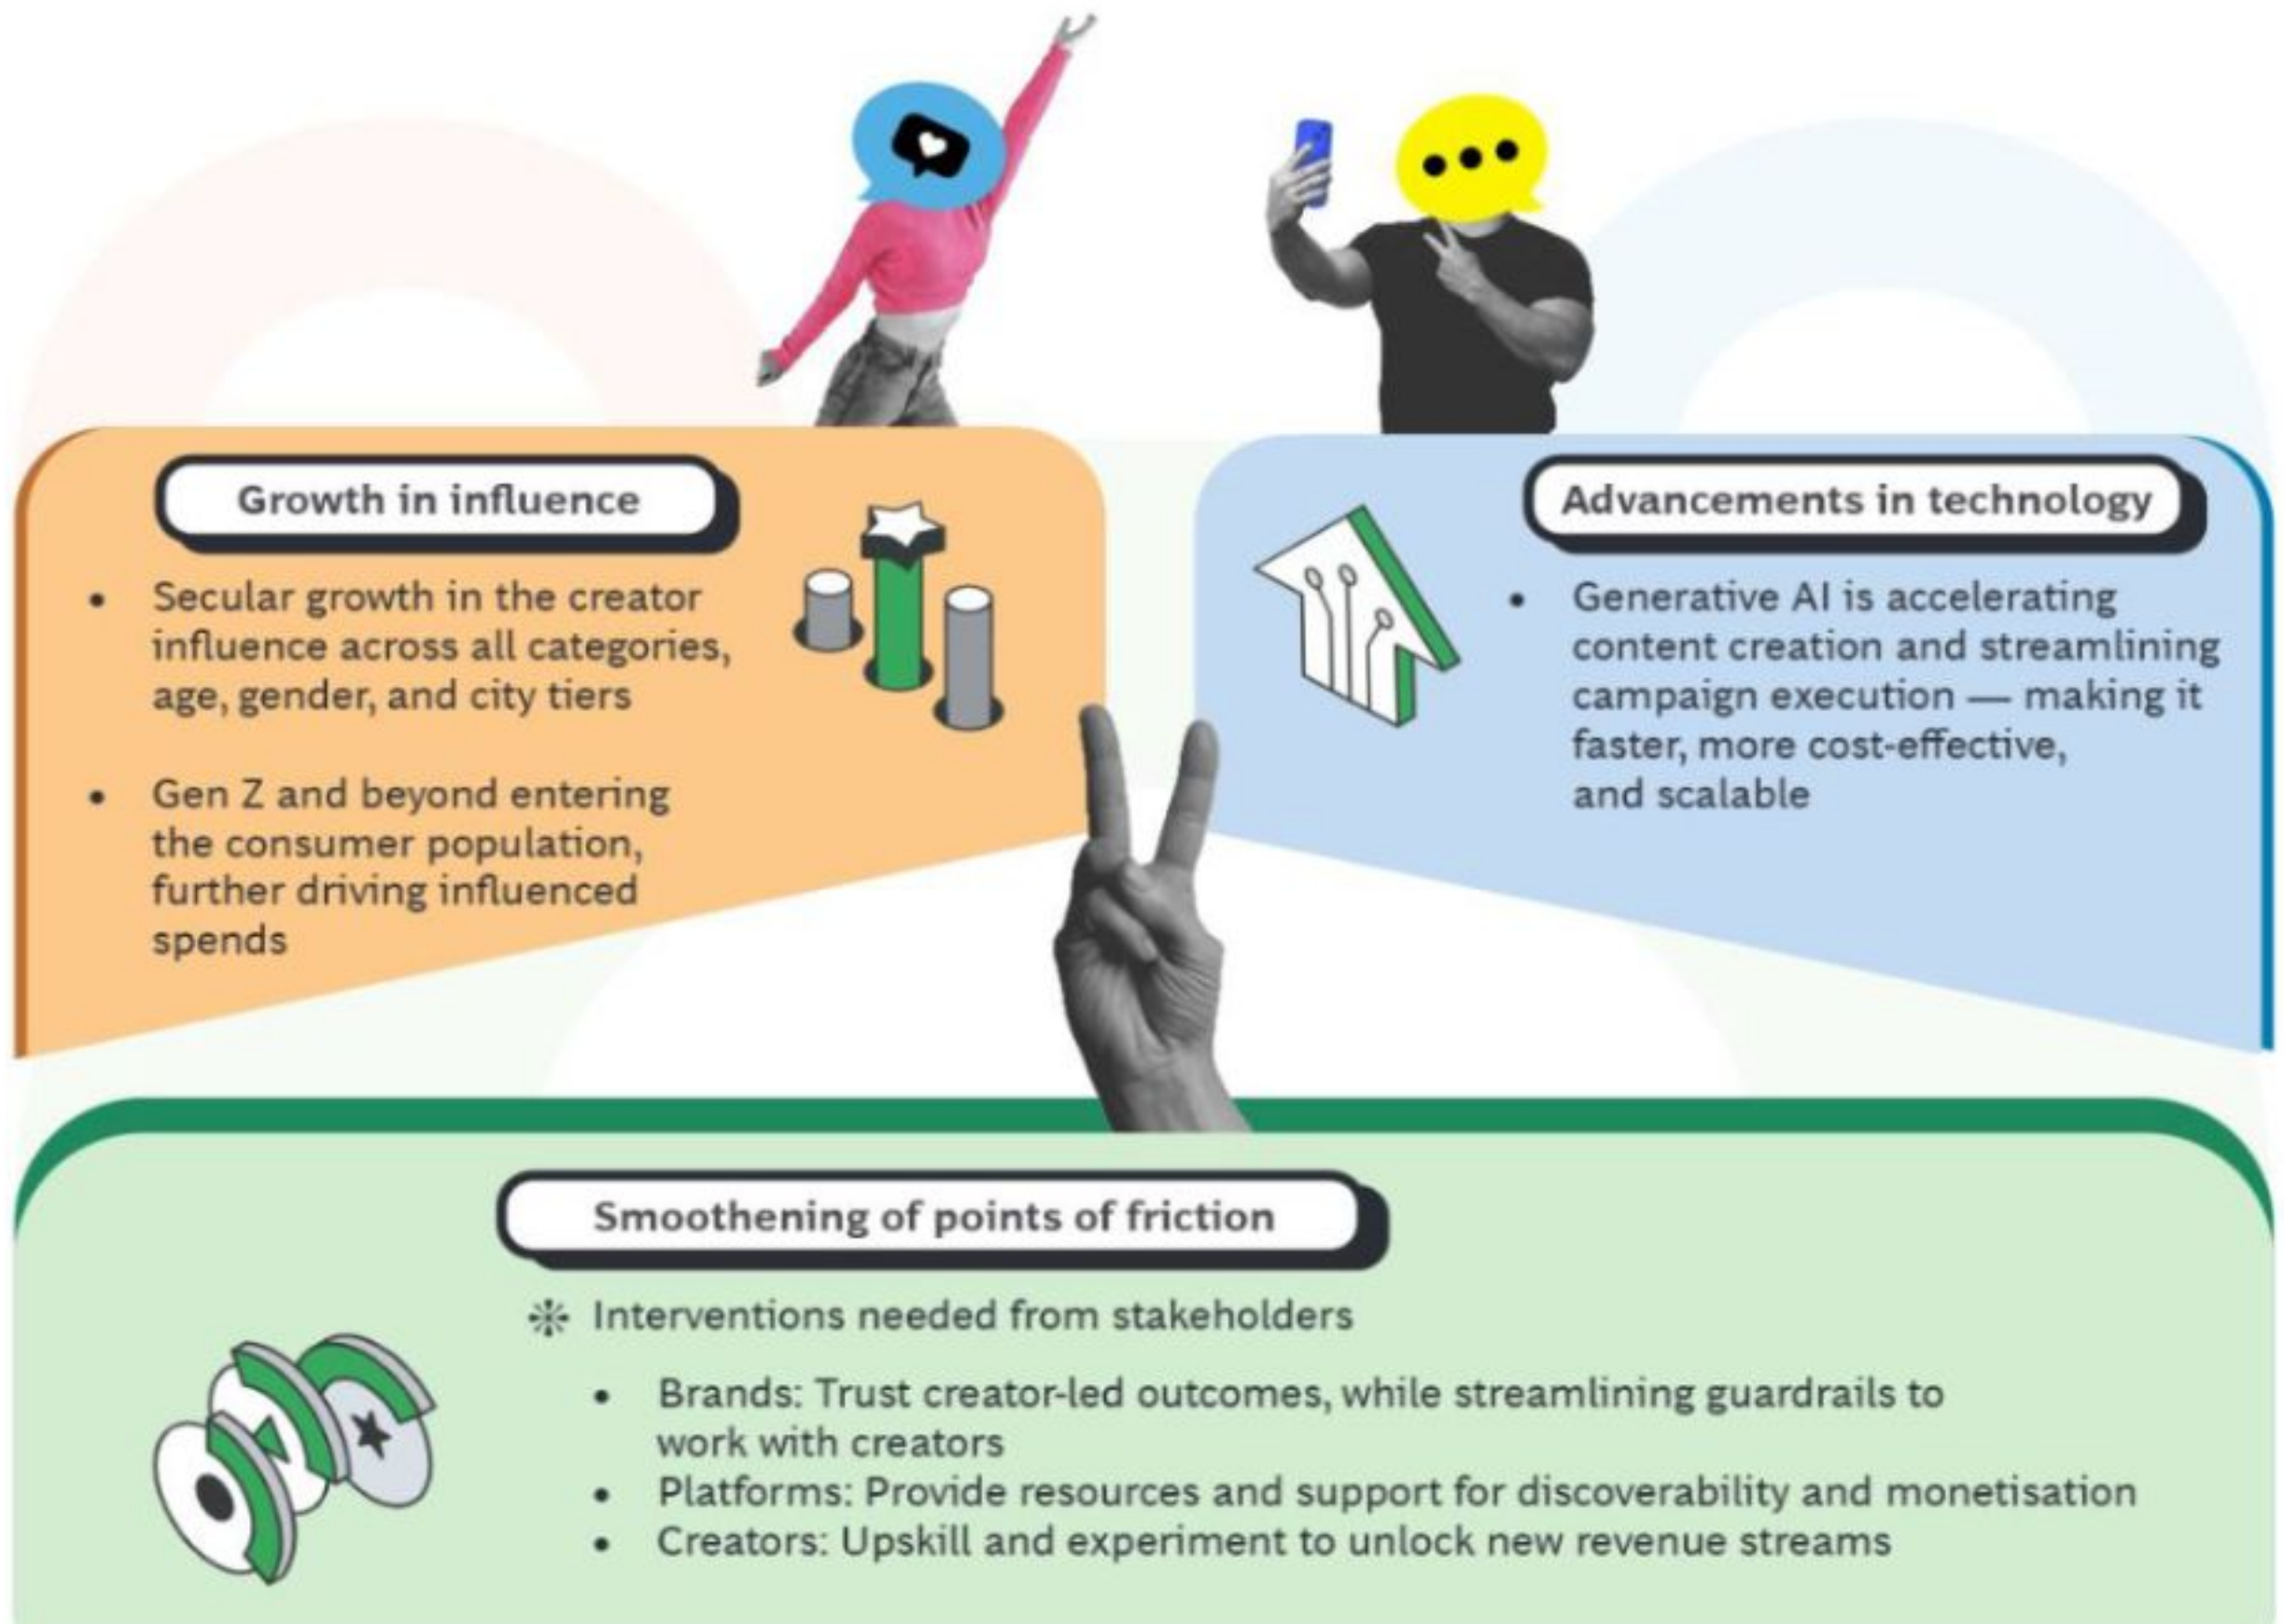 Growth in influence
• Secular growth in the creator
influence across all categories,
age, gender, and city tiers
• Gen Z and beyond entering
the consumer population,
further driving influenced
spends
Advancements in technology
• Generative AI is accelerating
content creation and streamlining
campaign execution — making it
faster, more cost-effective,
and scalable
Smoothening of points of friction
Interventions needed from stakeholders
• Brands: Trust creator-led outcomes, while streamlining guardrails to
work with creators
• Platforms: Provide resources and support for discoverability and monetisation
• Creators: Upskill and experiment to unlock new revenue streams